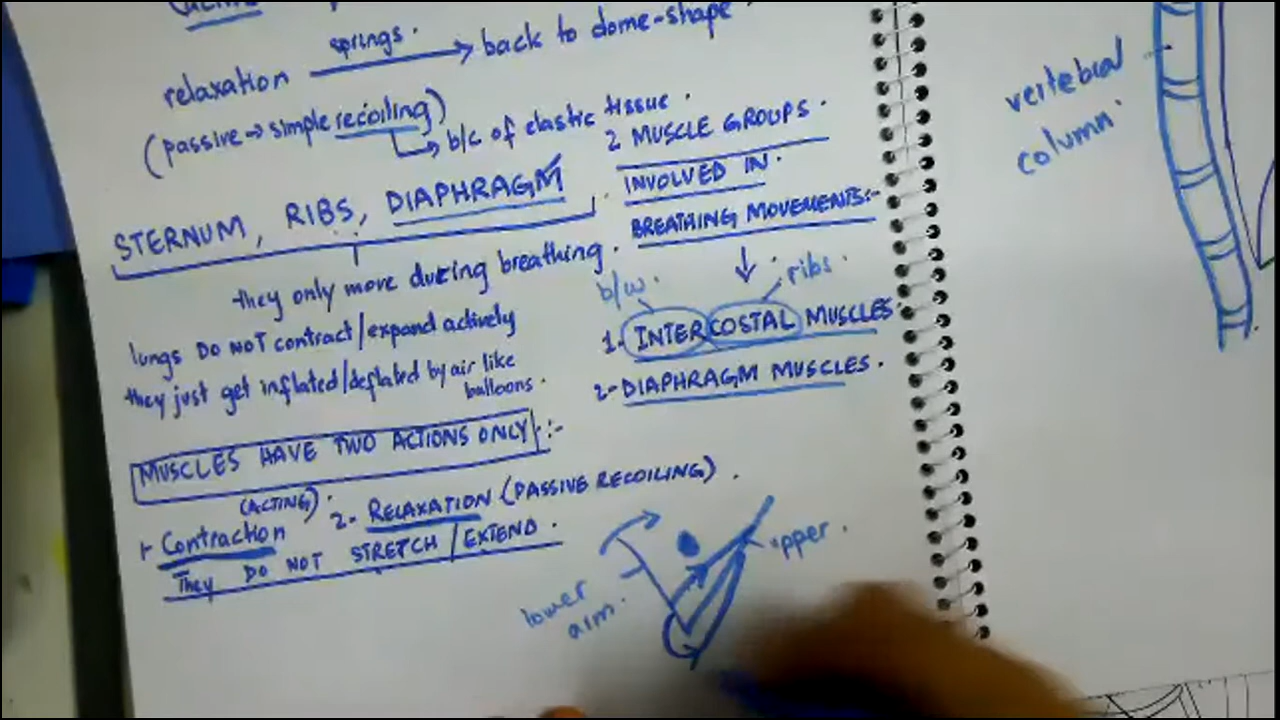 springs.
relaxation → back to dome-shape
(passive → simple recoiling)
b/c of elastic tissue.
STERNUM, RIBS, DIAPHRAGM
they only move during breathing.
lungs DO NOT contract/expand actively
they just get inflated/deflated by air like
balloons.
MUSCLES HAVE TWO ACTIONS ONLY:-
(ACTING).
1- Contraction 2- RELAXATION (PASSIVE RECOILING).
They DO NOT STRETCH/EXTEND.
2 MUSCLE GROUPS.
INVOLVED IN.
BREATHING MOVEMENTS:-
b/w. ribs.
1- INTERCOSTAL MUSCLES.
2- DIAPHRAGM MUSCLES.
upper.
lower
arm.
vertebral
column.